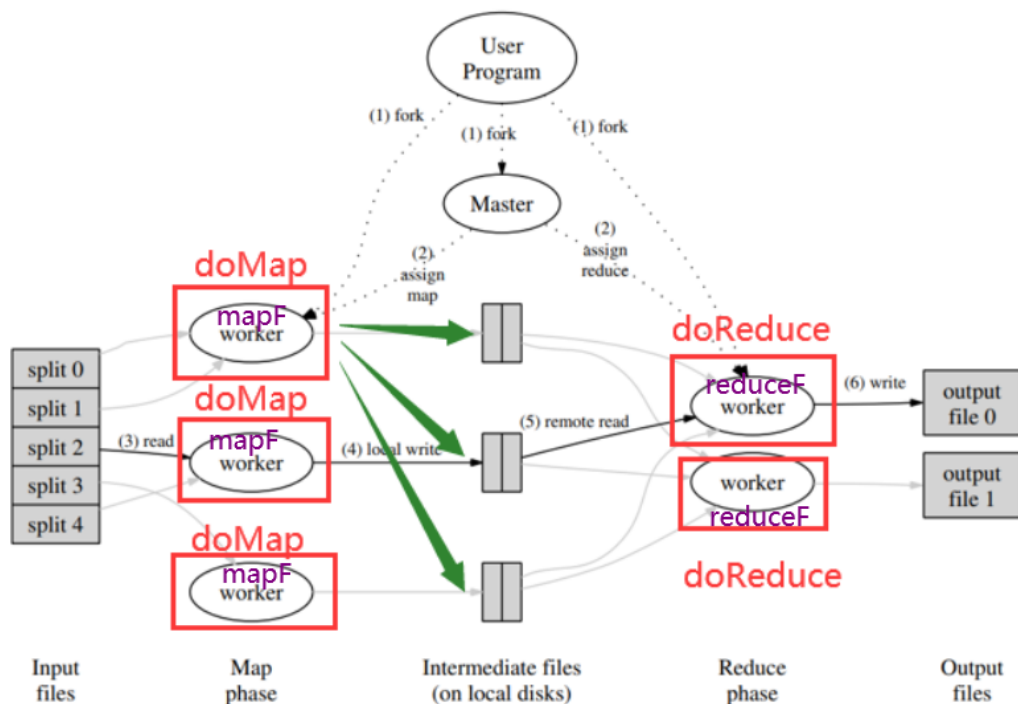 User
Program
(1) fork
(1) fork
(1) fork
Master
(2)
assign
map
(2)
assign
reduce
doMap
mapF
worker
split 0
split 1
split 2
split 3
split 4
(3) read
doMap
mapF
worker
(4) local write
doMap
mapF
worker
(5) remote read
doReduce
reduceF
worker
(6) write
output
file 0
worker
reduceF
output
file 1
doReduce
Input
files
Map
phase
Intermediate files
(on local disks)
Reduce
phase
Output
files